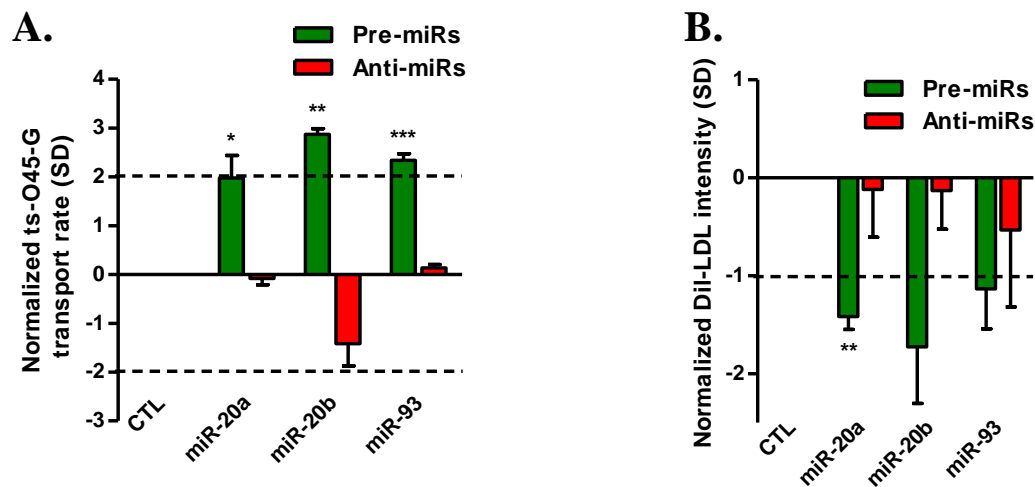 A.
Pre-miRs
Anti-miRs
Normalized ts-O45-G
transport rate (SD)
4
3
2
1
0
-1
-2
-3
*
**
***
CTL
miR-20a
miR-20b
miR-93
B.
Pre-miRs
Anti-miRs
Normalized DiI-LDL intensity (SD)
1
0
-1
-2
**
CTL
miR-20a
miR-20b
miR-93